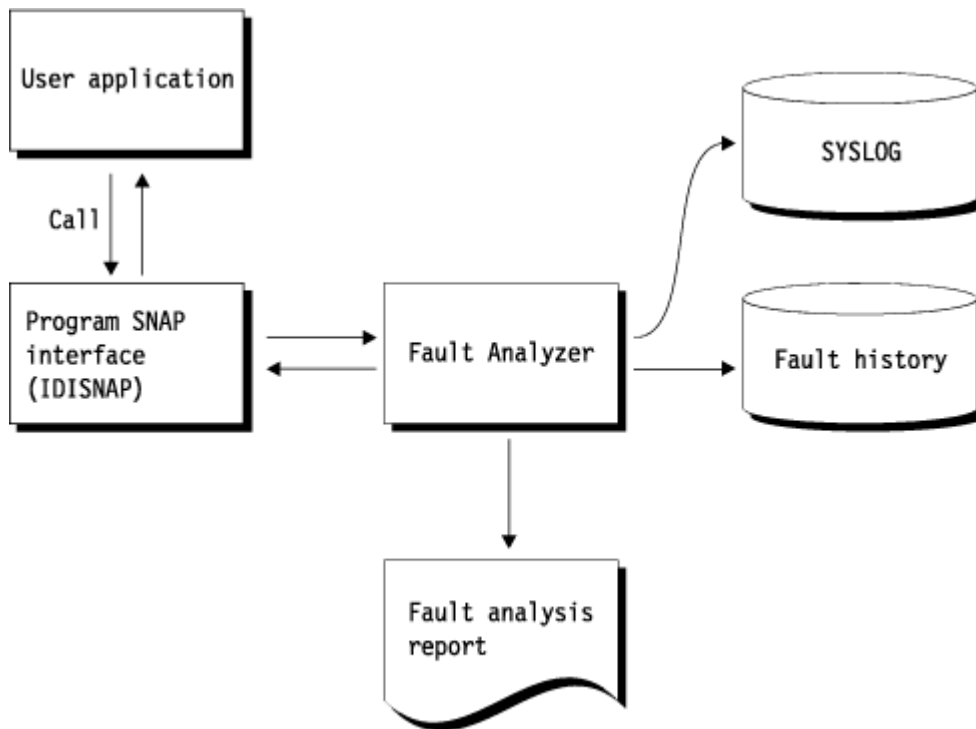 User application
SYSLOG
Call
Program SNAP
interface
(IDISNAP)
Fault Analyzer
Fault history
Fault analysis
report